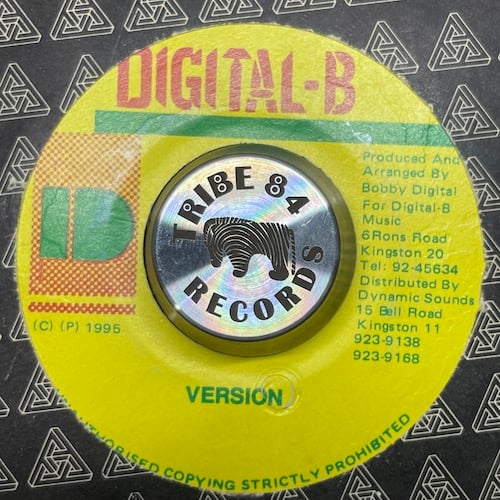 DIGITAL-B
D
TRIBE 84
RECORDS
Produced And
Arranged By
Bobby Digital
For Digital-B
Music
6Rons Road
Kingston 20
Tel: 92-45634
Distributed By
Dynamic Sounds
15 Bell Road
Kingston 11
923-9138
923-9168
(C) (P) 1995
VERSION
AUTHORISED COPYING STRICTLY PROHIBITED